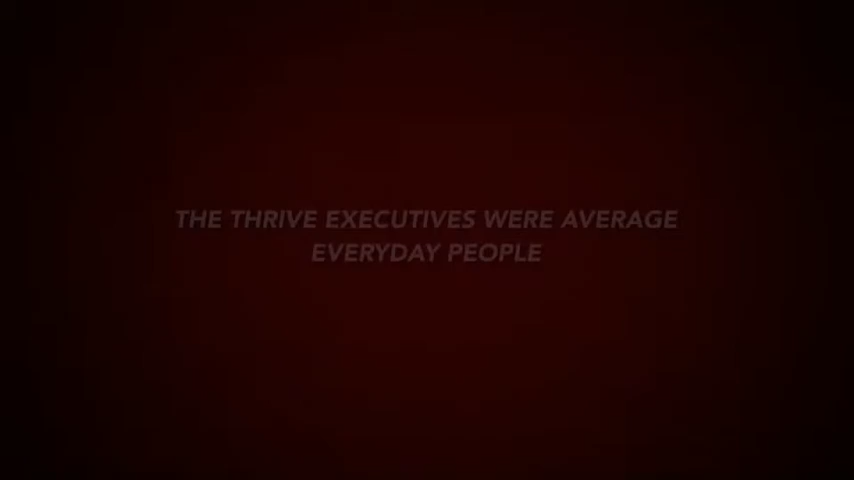 THE THRIVE EXECUTIVES WERE AVERAGE
EVERYDAY PEOPLE